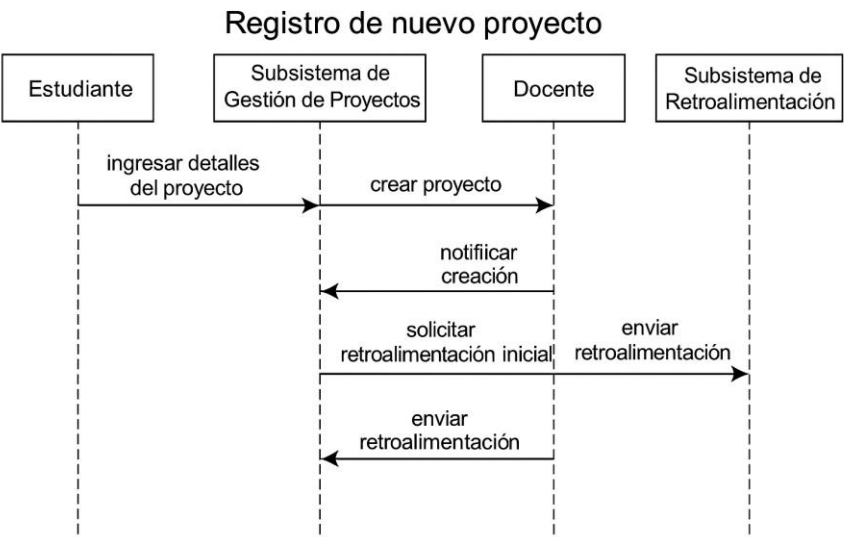 Registro de nuevo proyecto
Estudiante
Subsistema de
Gestión de Proyectos
Docente
Subsistema de
Retroalimentación
ingresar detalles
del proyecto
crear proyecto
notifiicar
creación
solicitar
retroalimentación inicial
enviar
retroalimentación
enviar
retroalimentación